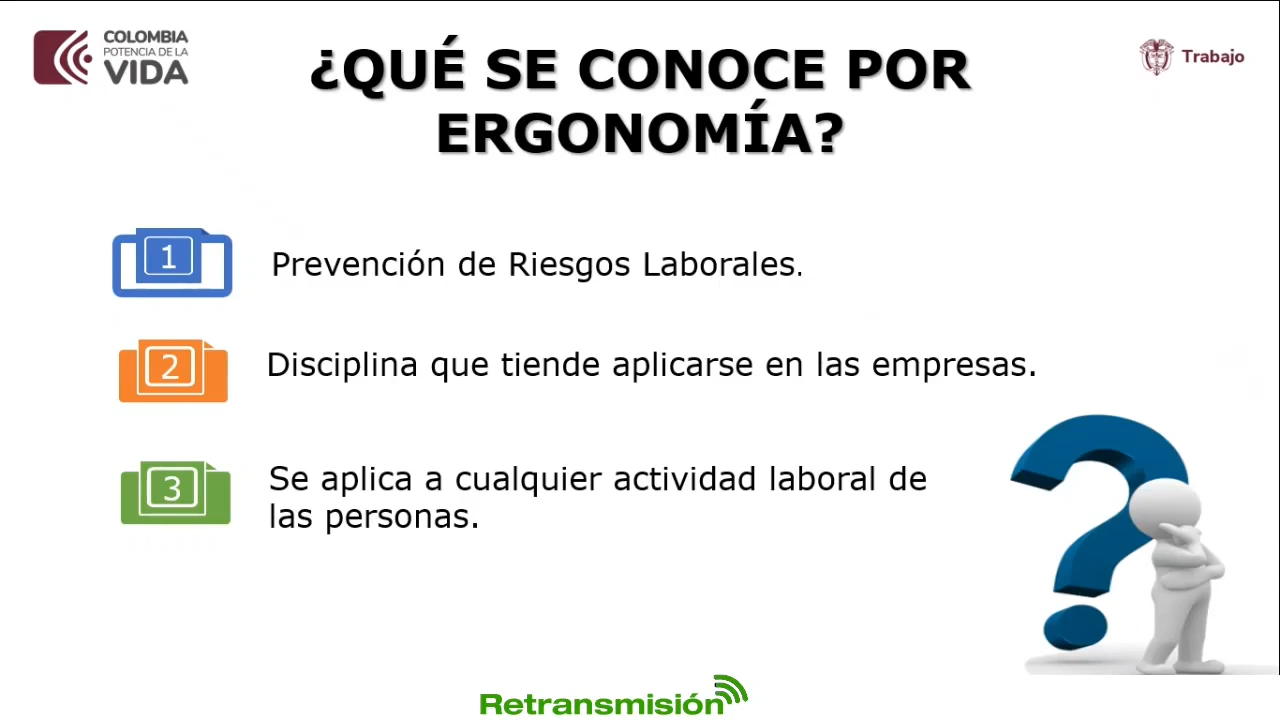 COLOMBIA
POTENCIA DE LA
VIDA
Trabajo
¿QUÉ SE CONOCE POR
ERGONOMÍA?
1
Prevención de Riesgos Laborales.
2
Disciplina que tiende aplicarse en las empresas.
3
Se aplica a cualquier actividad laboral de
las personas.
Retransmisión